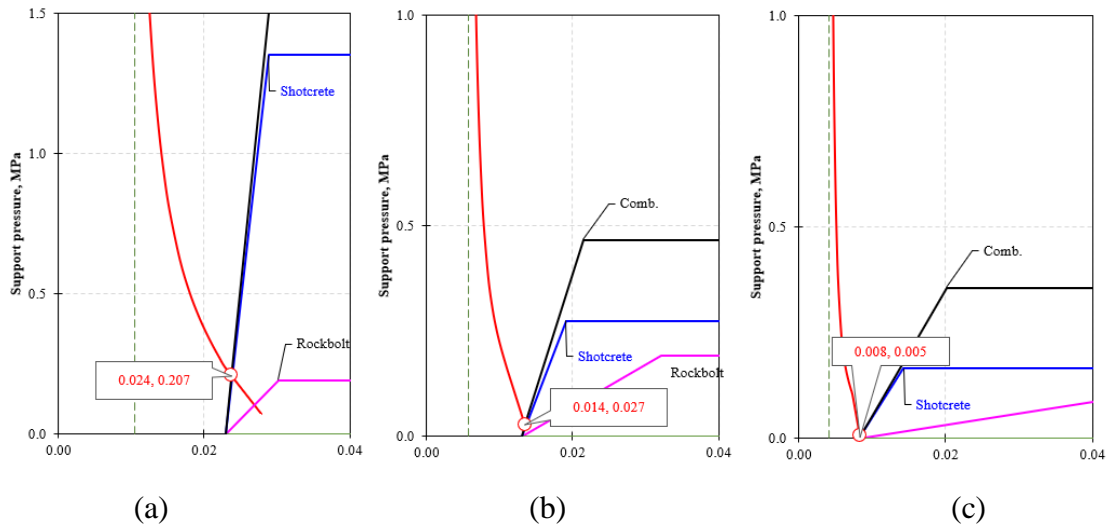 1.5
1.0
0.5
0.0
Support pressure, MPa
Shotcrete
Rockbolt
0.024, 0.207
0.00
0.02
0.04
(a)
1.0
0.5
0.0
Support pressure, MPa
Comb.
Shotcrete
Rockbolt
0.014, 0.027
0.00
0.02
0.04
(b)
1.0
0.5
0.0
Support pressure, MPa
Comb.
0.008, 0.005
Shotcrete
0.00
0.02
0.04
(c)